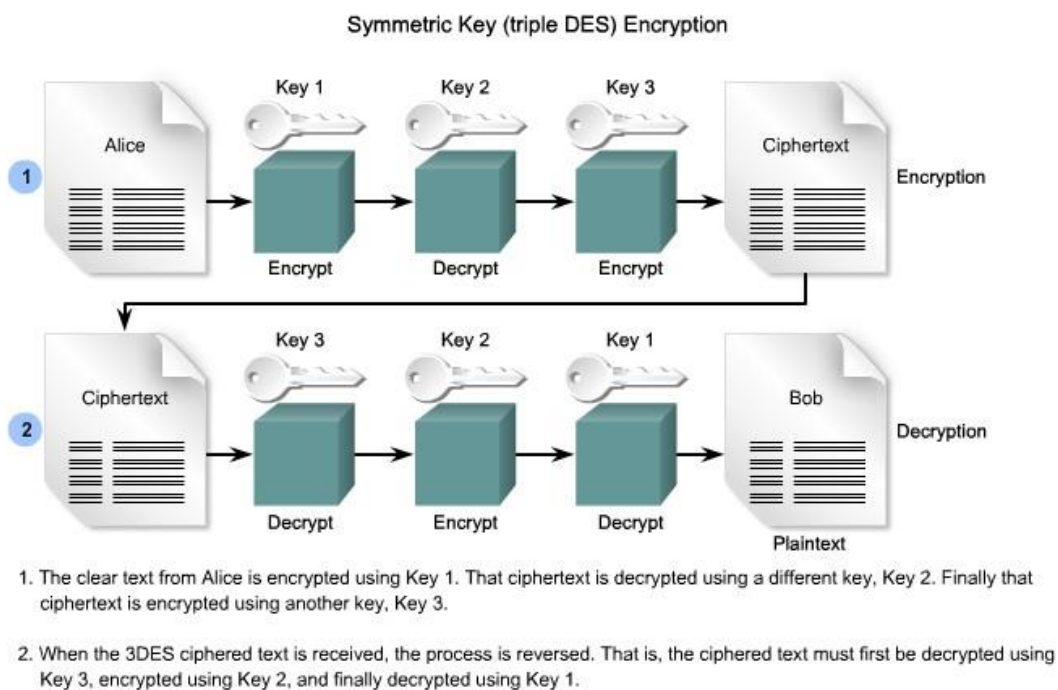 Symmetric Key (triple DES) Encryption
Key 1
Key 2
Key 3
Alice
Ciphertext
1
Encryption
Encrypt
Decrypt
Encrypt
Key 3
Key 2
Key 1
Ciphertext
Bob
2
Decryption
Decrypt
Encrypt
Decrypt
Plaintext
1. The clear text from Alice is encrypted using Key 1. That ciphertext is decrypted using a different key, Key 2. Finally that
ciphertext is encrypted using another key, Key 3.
2. When the 3DES ciphered text is received, the process is reversed. That is, the ciphered text must first be decrypted using
Key 3, encrypted using Key 2, and finally decrypted using Key 1.